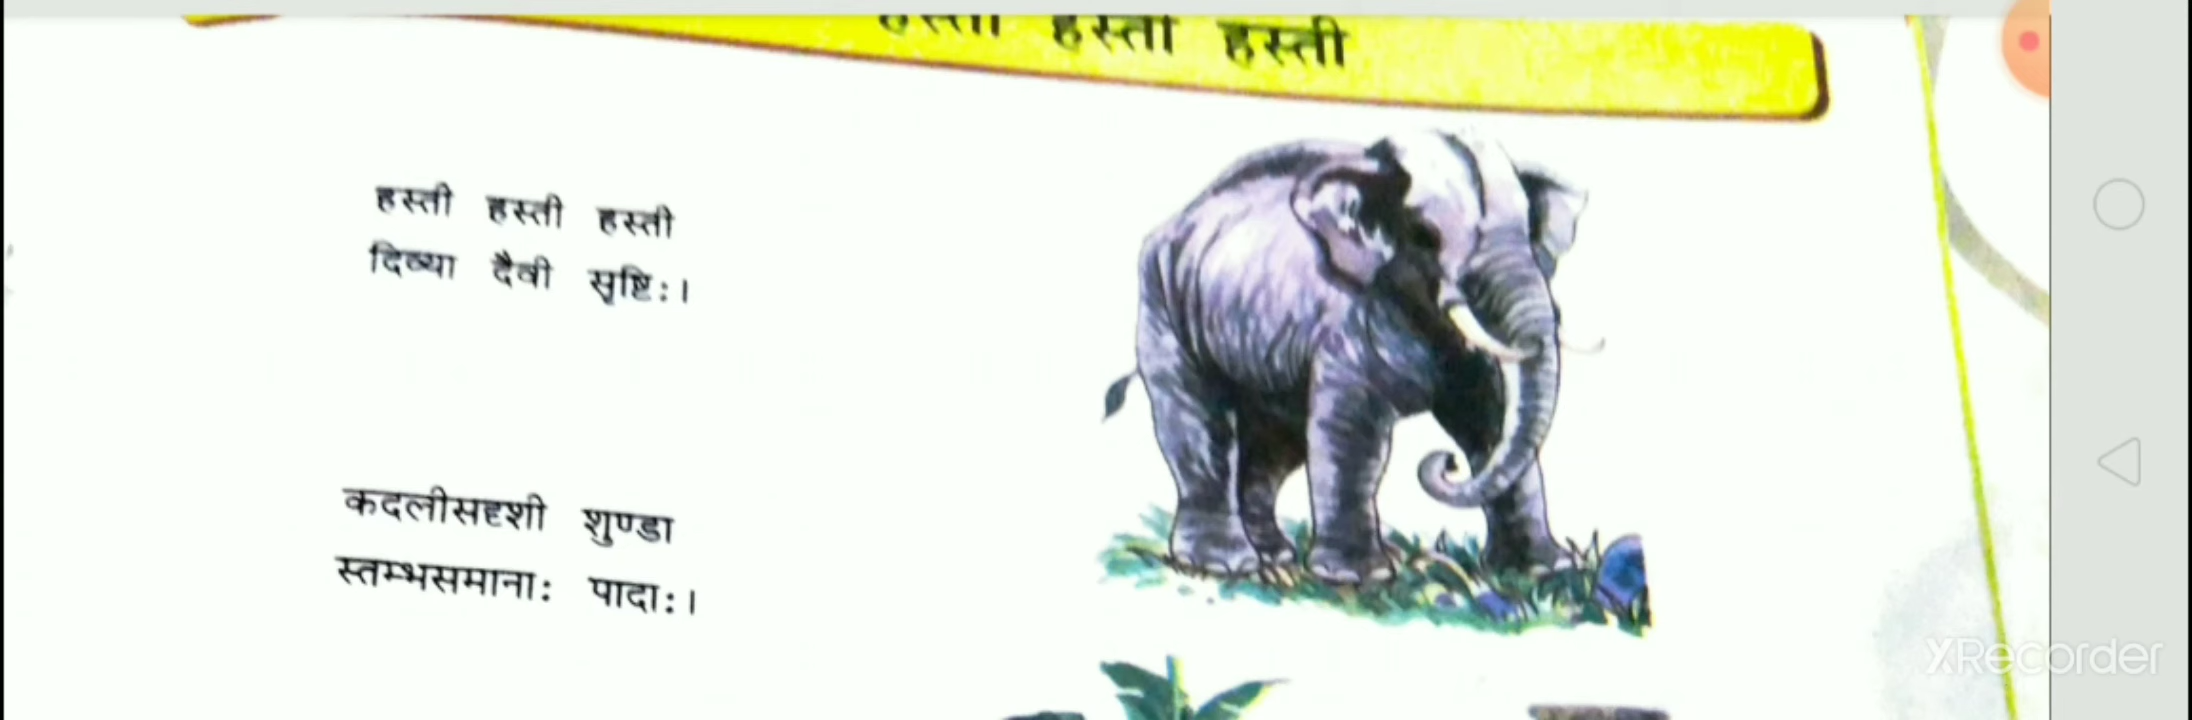 हस्ती हस्ती हस्ती
हस्ती हस्ती हस्ती
दिव्या दैवी सृष्टिः।
कदलीसदृशी शुण्डा
स्तम्भसमानाः पादाः।
XRecorder